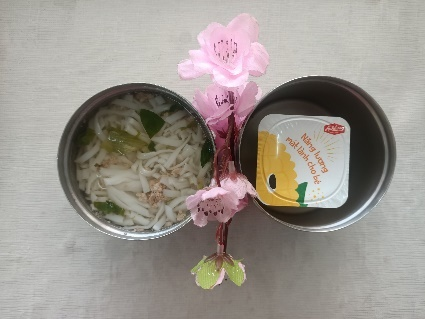 Năng lượng
mát lành cho bé